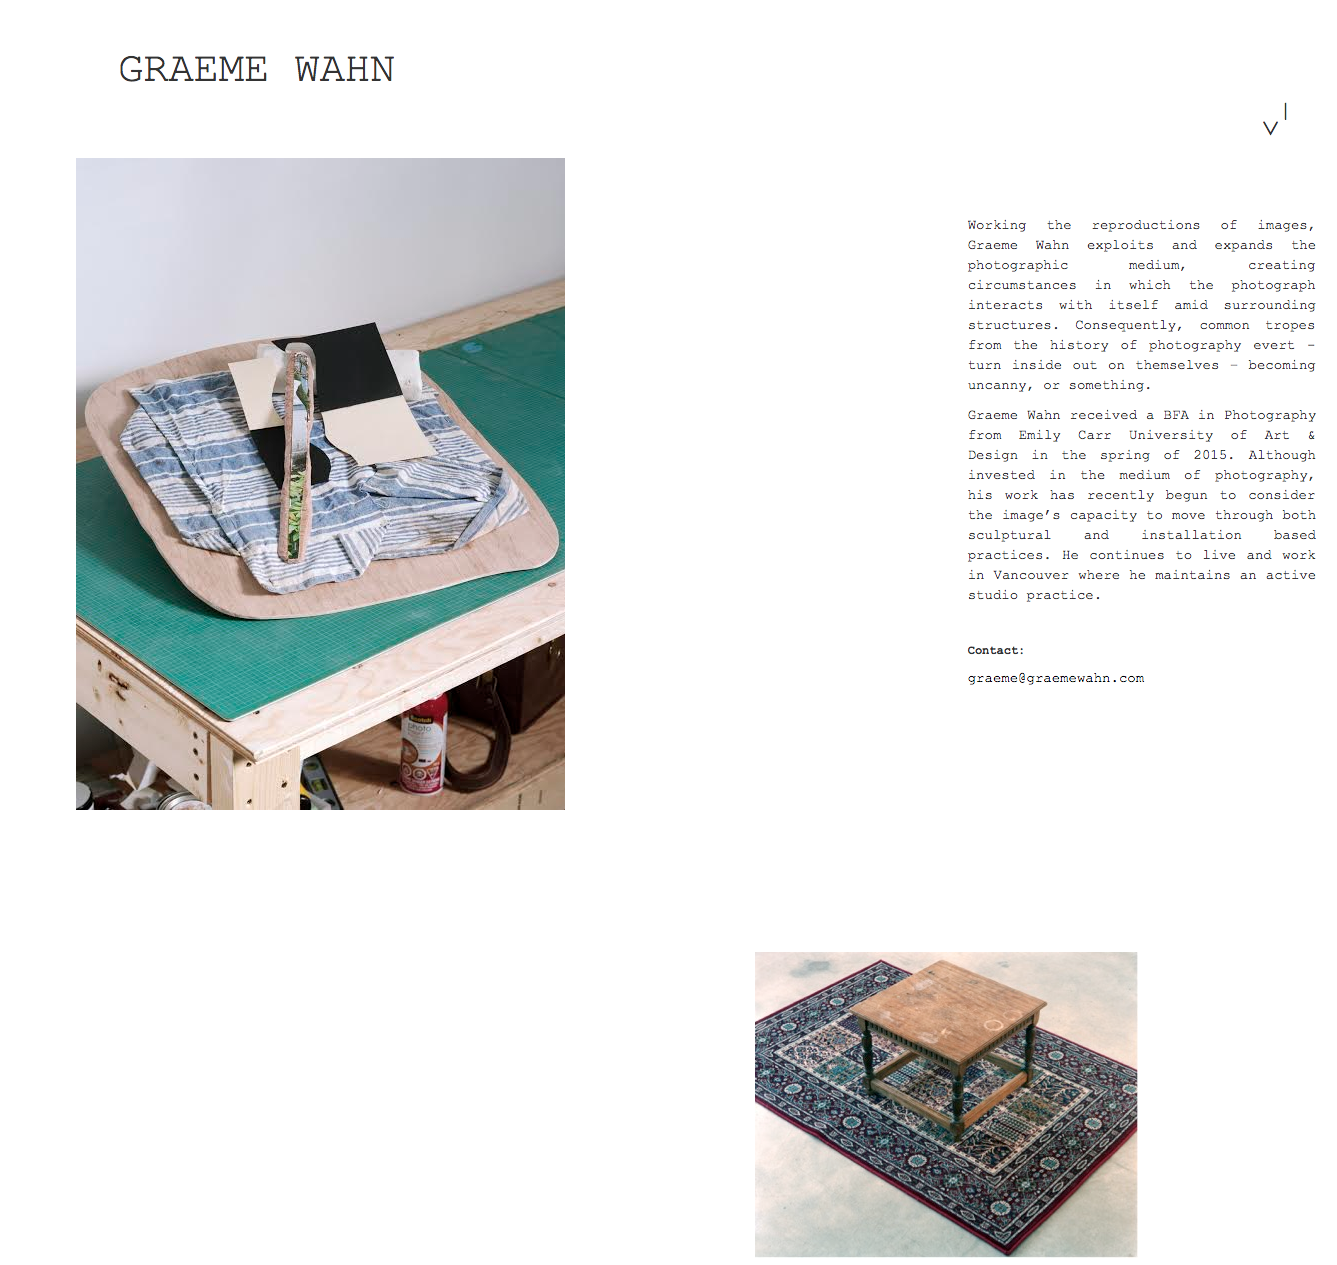 GRAEME WAHN
Working the reproductions of images,
Graeme Wahn exploits and expands the
photographic medium, creating
circumstances in which the photograph
interacts with itself amid surrounding
structures. Consequently, common tropes
from the history of photography evert –
turn inside out on themselves – becoming
uncanny, or something.
Graeme Wahn received a BFA in Photography
from Emily Carr University of Art &
Design in the spring of 2015. Although
invested in the medium of photography,
his work has recently begun to consider
the image’s capacity to move through both
sculptural and installation based
practices. He continues to live and work
in Vancouver where he maintains an active
studio practice.
Contact:
graeme@graemewahn.com
Scotch
photo